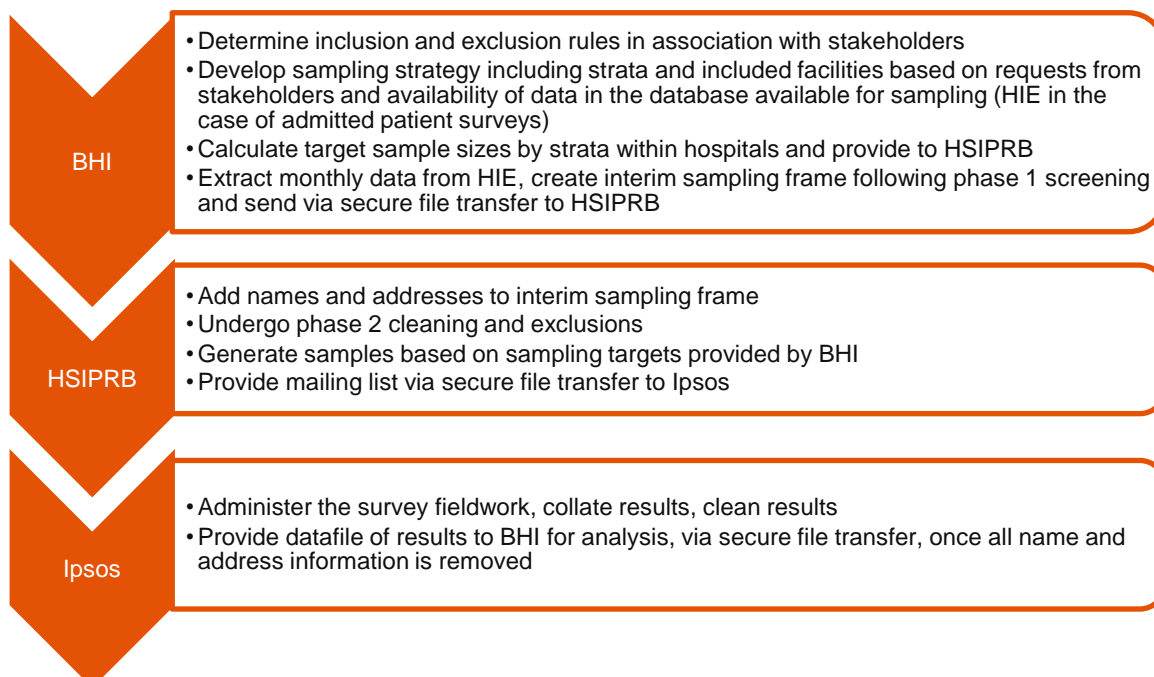 BHI
• Determine inclusion and exclusion rules in association with stakeholders
• Develop sampling strategy including strata and included facilities based on requests from
stakeholders and availability of data in the database available for sampling (HIE in the
case of admitted patient surveys)
• Calculate target sample sizes by strata within hospitals and provide to HSIPRB
• Extract monthly data from HIE, create interim sampling frame following phase 1 screening
and send via secure file transfer to HSIPRB
HSIPRB
• Add names and addresses to interim sampling frame
• Undergo phase 2 cleaning and exclusions
• Generate samples based on sampling targets provided by BHI
• Provide mailing list via secure file transfer to Ipsos
Ipsos
• Administer the survey fieldwork, collate results, clean results
• Provide datafile of results to BHI for analysis, via secure file transfer, once all name and
address information is removed